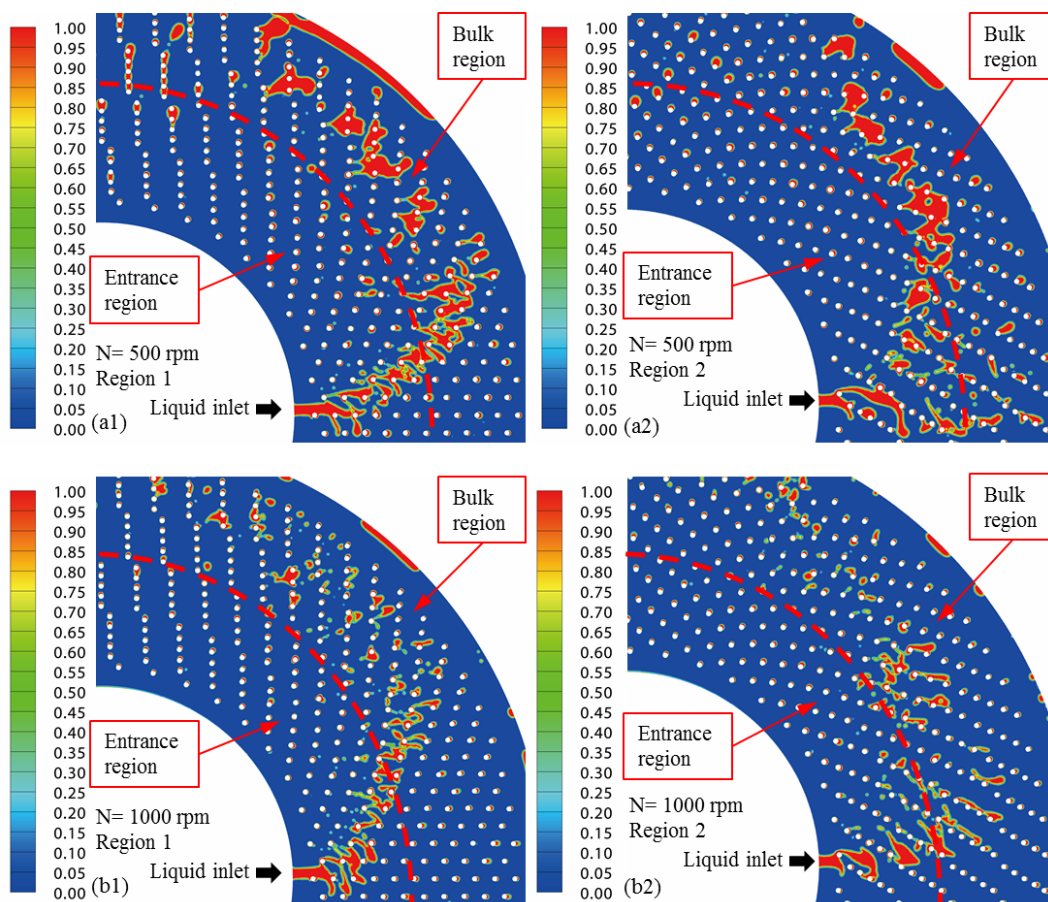 1.00
0.95
0.90
0.85
0.80
0.75
0.70
0.65
0.60
0.55
0.50
0.45
0.40
0.35
0.30
0.25
0.20
0.15
0.10
0.05
0.00
Bulk
region
Entrance
region
N= 500 rpm
Region 1
Liquid inlet
(a1)
1.00
0.95
0.90
0.85
0.80
0.75
0.70
0.65
0.60
0.55
0.50
0.45
0.40
0.35
0.30
0.25
0.20
0.15
0.10
0.05
0.00
Bulk
region
Entrance
region
N= 500 rpm
Region 2
Liquid inlet
(a2)
1.00
0.95
0.90
0.85
0.80
0.75
0.70
0.65
0.60
0.55
0.50
0.45
0.40
0.35
0.30
0.25
0.20
0.15
0.10
0.05
0.00
Bulk
region
Entrance
region
N= 1000 rpm
Region 1
Liquid inlet
(b1)
1.00
0.95
0.90
0.85
0.80
0.75
0.70
0.65
0.60
0.55
0.50
0.45
0.40
0.35
0.30
0.25
0.20
0.15
0.10
0.05
0.00
Bulk
region
Entrance
region
N= 1000 rpm
Region 2
Liquid inlet
(b2)